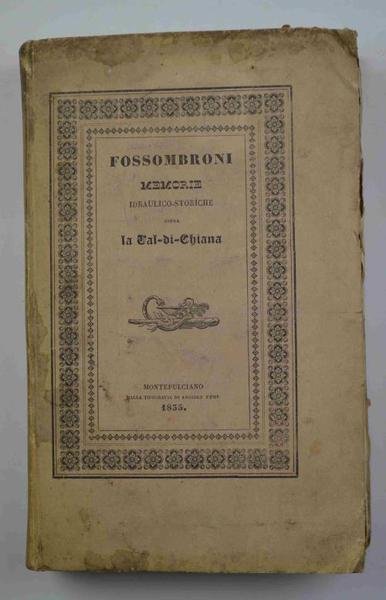 FOSSOMBRONI
MEMORIE
IDRAULICO-STORICHE
SOPRA
la Val-di-Chiana
MONTEPULCIANO
DALLA TIPOGRAFIA DI ANGIOLO FUMI
1835.